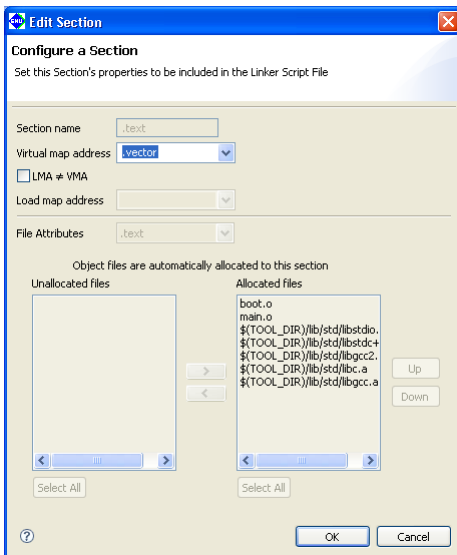 GNU Edit Section
Configure a Section
Set this Section's properties to be included in the Linker Script File
Section name .text
Virtual map address .vector
LMA ≠ VMA
Load map address
File Attributes .text
Object files are automatically allocated to this section
Unallocated files
Allocated files
boot.o
main.o
$(TOOL_DIR)/lib/std/libstdio.
$(TOOL_DIR)/lib/std/libstdc+
$(TOOL_DIR)/lib/std/libgcc2.
$(TOOL_DIR)/lib/std/libc.a
$(TOOL_DIR)/lib/std/libgcc.a
>
<
Up
Down
Select All
Select All
?
OK
Cancel